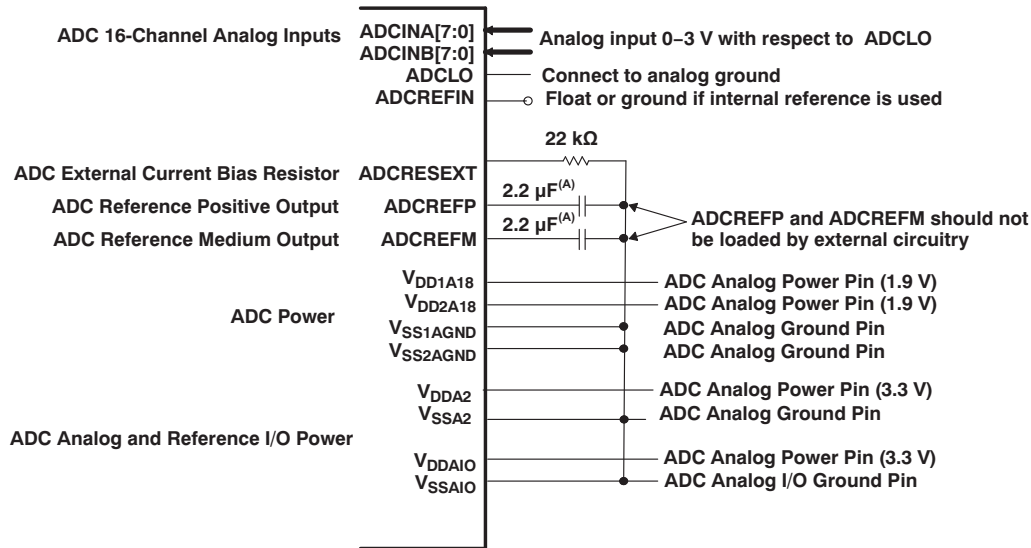 ADC 16-Channel Analog Inputs
ADCINA[7:0]
ADCINB[7:0]
Analog input 0–3 V with respect to ADCLO
ADCLO
Connect to analog ground
ADCREFIN
Float or ground if internal reference is used
22 kΩ
ADC External Current Bias Resistor
ADCRESEXT
ADC Reference Positive Output
ADCREFP
2.2 µF(A)
ADC Reference Medium Output
ADCREFM
2.2 µF(A)
ADCREFP and ADCREFM should not
be loaded by external circuitry
ADC Power
VDD1A18
ADC Analog Power Pin (1.9 V)
VDD2A18
ADC Analog Power Pin (1.9 V)
VSS1AGND
ADC Analog Ground Pin
VSS2AGND
ADC Analog Ground Pin
ADC Analog and Reference I/O Power
VDDA2
ADC Analog Power Pin (3.3 V)
VSSA2
ADC Analog Ground Pin
VDDAIO
ADC Analog Power Pin (3.3 V)
VSSAIO
ADC Analog I/O Ground Pin